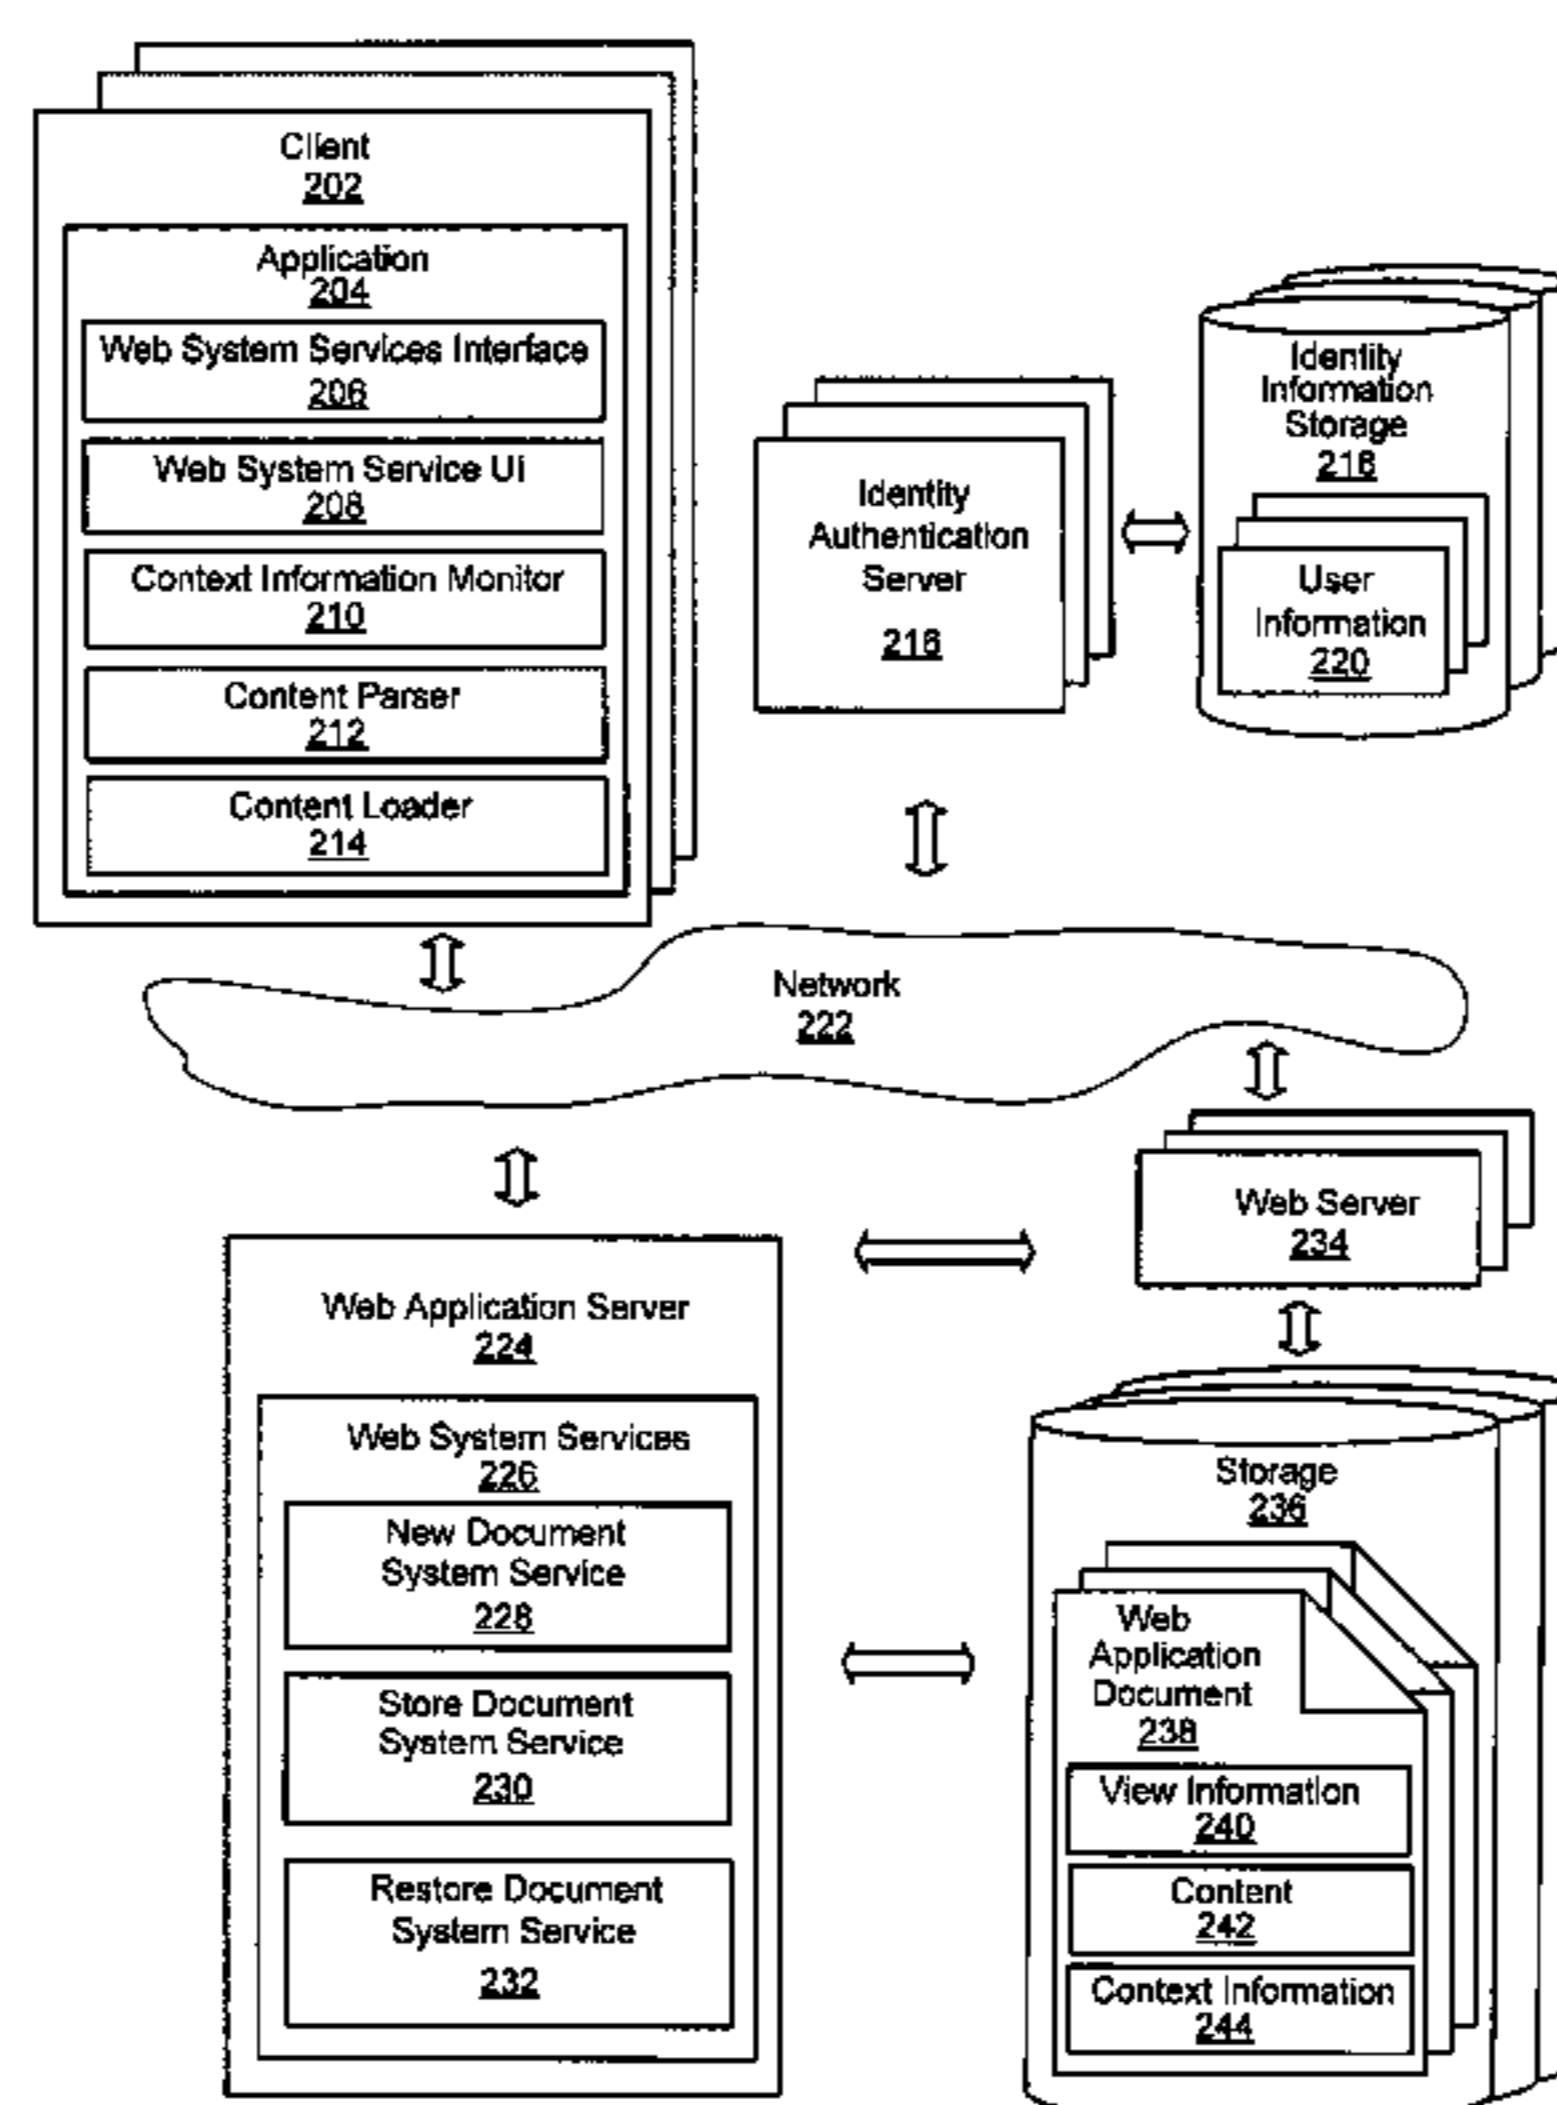 Client
202
Application
204
Web System Services Interface
206
Web System Service UI
208
Context Information Monitor
210
Content Parser
212
Content Loader
214
Identity
Authentication
Server
216
Identity
Information
Storage
218
User
Information
220
Network
222
Web Application Server
224
Web System Services
226
New Document
System Service
228
Store Document
System Service
230
Restore Document
System Service
232
Web Server
234
Storage
236
Web
Application
Document
238
View Information
240
Content
242
Context Information
244